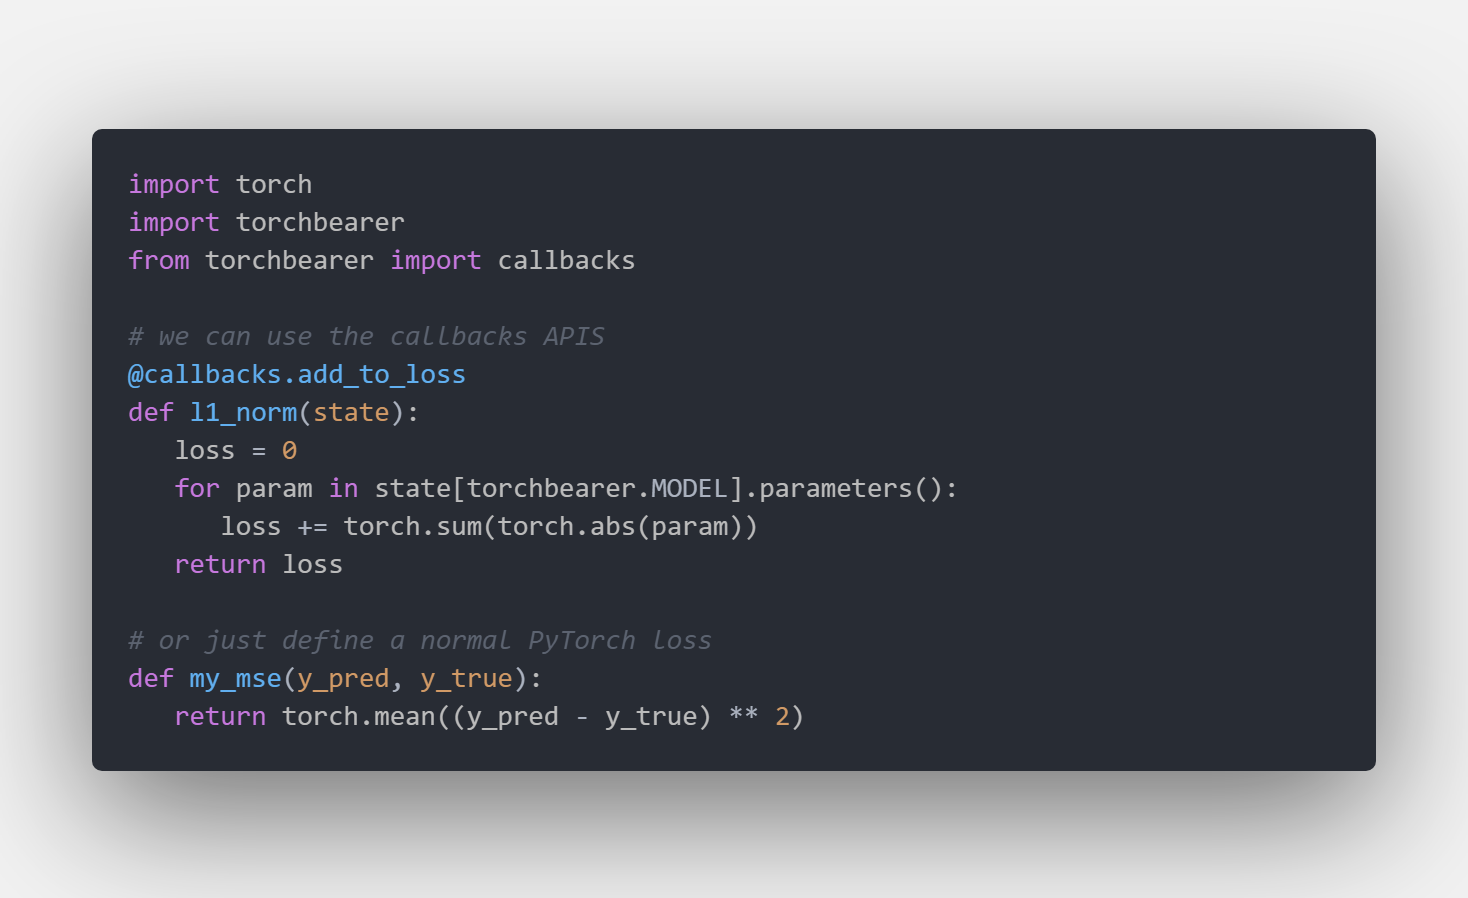 import torch
import torchbearer
from torchbearer import callbacks

# we can use the callbacks APIS
@callbacks.add_to_loss
def l1_norm(state):
   loss = 0
   for param in state[torchbearer.MODEL].parameters():
      loss += torch.sum(torch.abs(param))
   return loss

# or just define a normal PyTorch loss
def my_mse(y_pred, y_true):
   return torch.mean((y_pred - y_true) ** 2)